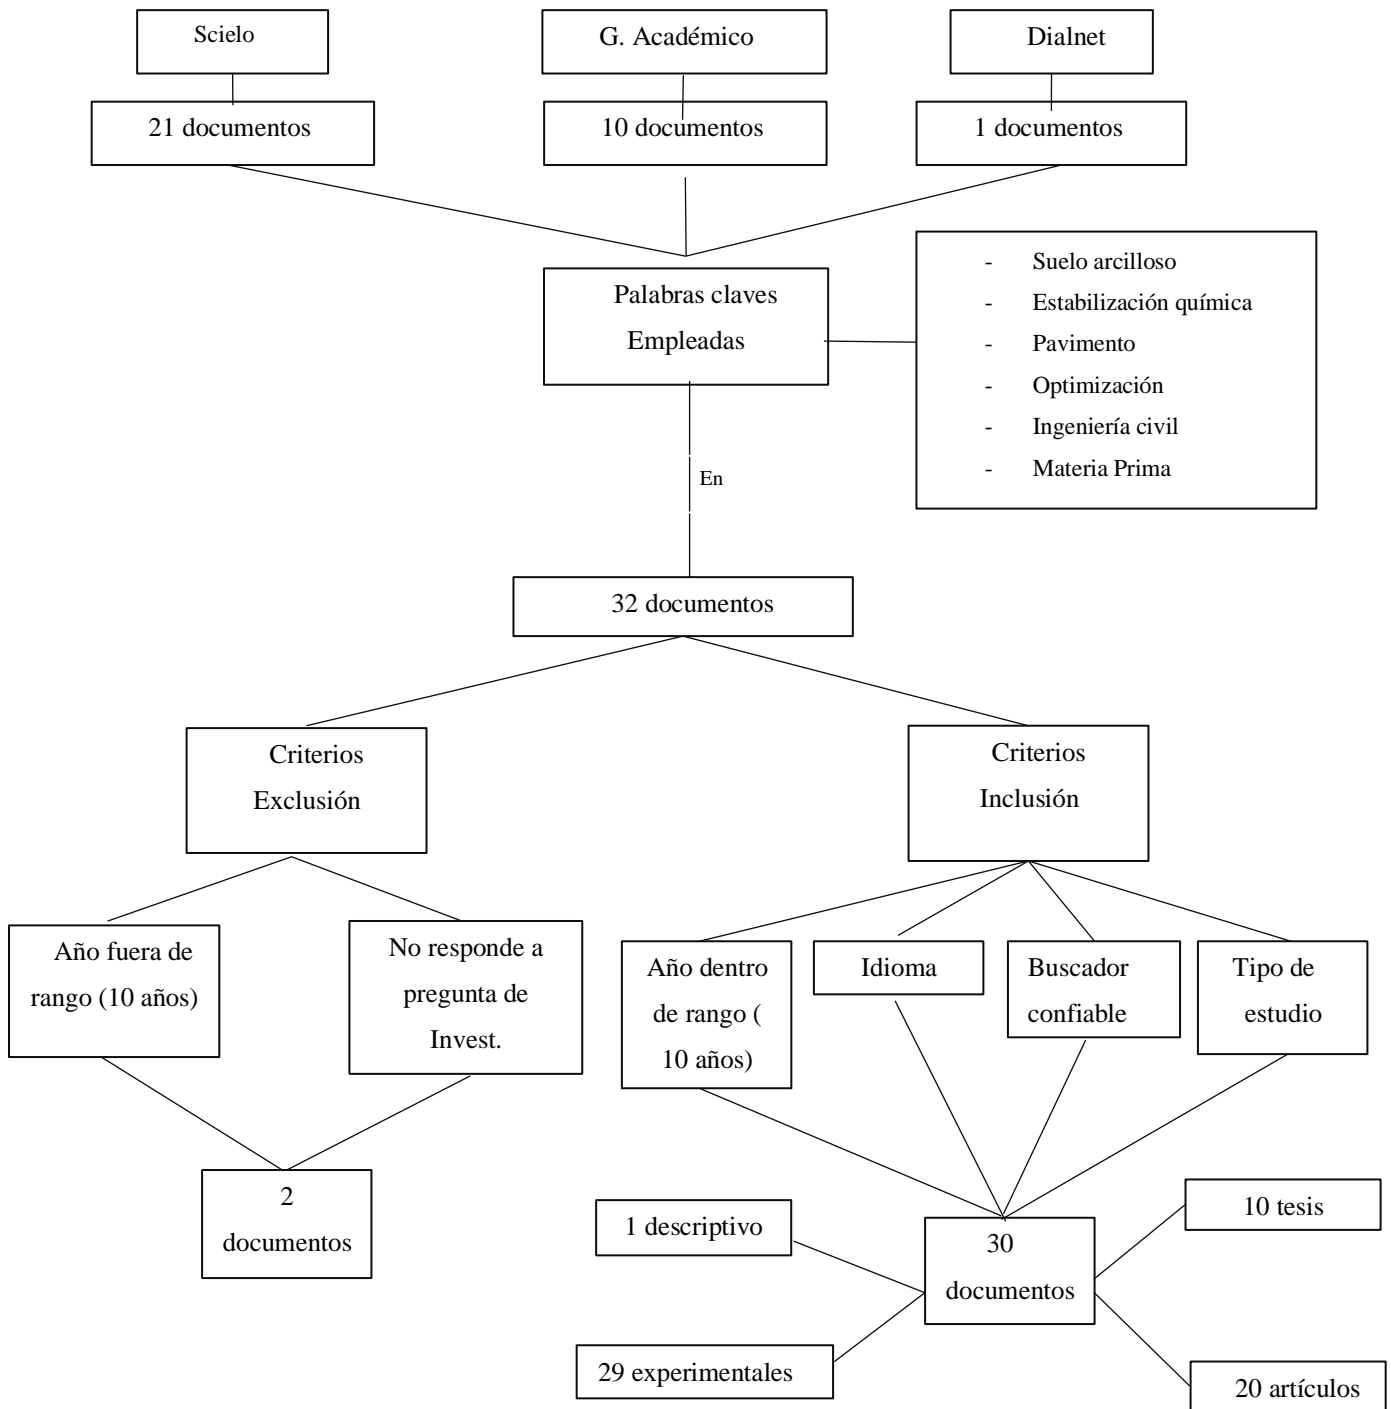 Scielo
G. Académico
Dialnet
21 documentos
10 documentos
1 documentos
Palabras claves
Empleadas
- Suelo arcilloso
- Estabilización química
- Pavimento
- Optimización
- Ingeniería civil
- Materia Prima
En
32 documentos
Criterios
Exclusión
Criterios
Inclusión
Año fuera de
rango (10 años)
No responde a
pregunta de
Invest.
Año dentro
de rango (
10 años)
Idioma
Buscador
confiable
Tipo de
estudio
2
documentos
1 descriptivo
29 experimentales
30
documentos
10 tesis
20 artículos